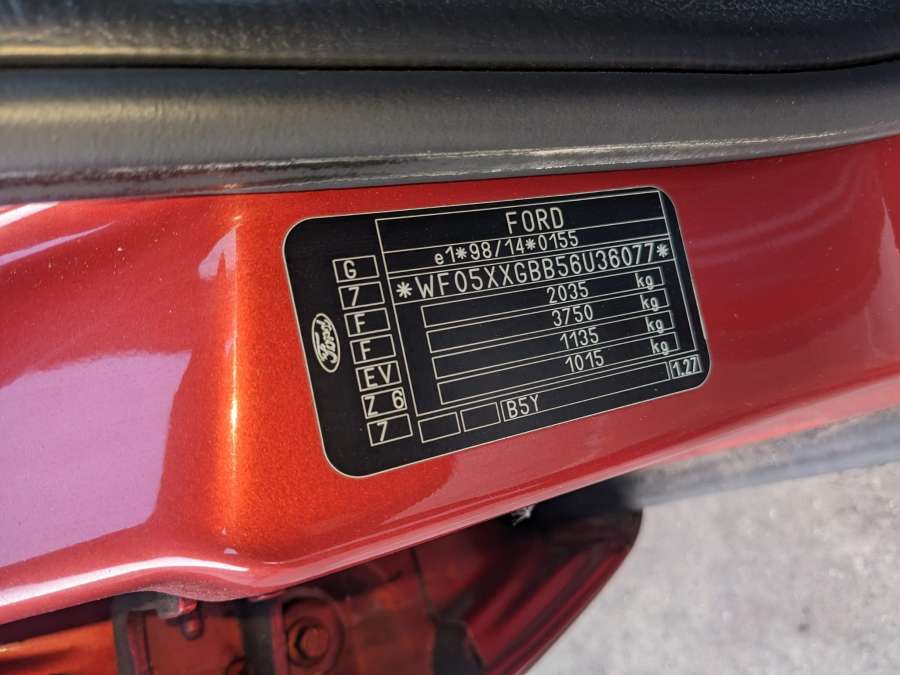 FORD
e1*98/14*0155
*WF05XXGBB56U36077*
2035 kg
3750 kg
1135 kg
1015 kg
1.27
G
7
F
F
EV
Z 6
7
B5Y
Ford